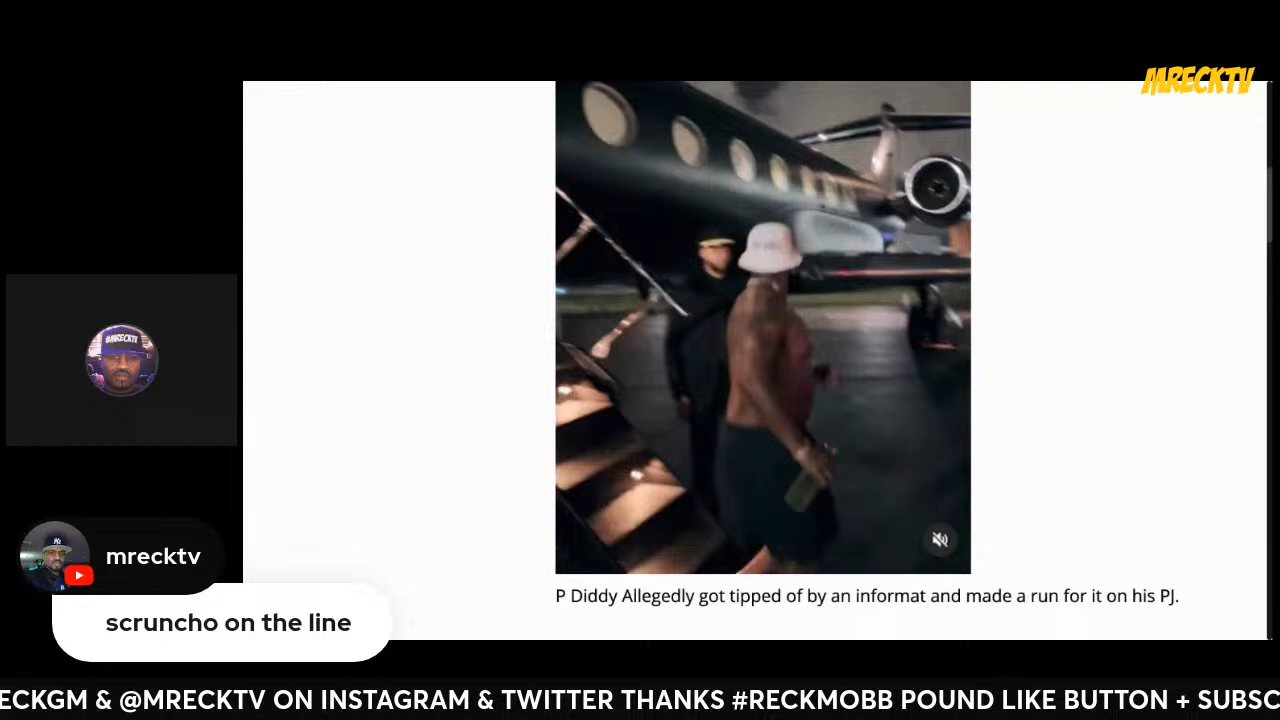 MRECKTV
#MRECKTV
P Diddy Allegedly got tipped of by an informat and made a run for it on his PJ.
mrecktv
scruncho on the line
ECKGM & @MRECKTV ON INSTAGRAM & TWITTER THANKS #RECKMOBB POUND LIKE BUTTON + SUBSC